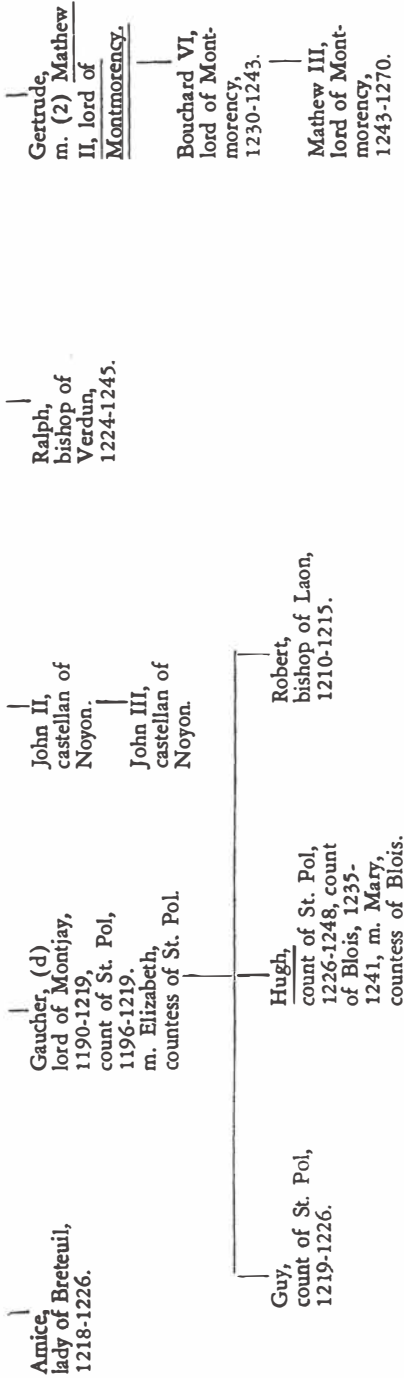 Amice,
lady of Breteuil,
1218-1226.
Gaucher, (d)
lord of Montjay,
1190-1219,
count of St. Pol,
1196-1219.
m. Elizabeth,
countess of St. Pol.
John II,
castellan of
Noyon.
John III,
castellan of
Noyon.
Ralph,
bishop of
Verdun,
1224-1245.
Gertrude,
m. (2) Mathew
II, lord of
Montmorency.
Bouchard VI,
lord of Mont-
morency,
1230-1243.
Mathew III,
lord of Mont-
morency,
1243-1270.
Guy,
count of St. Pol,
1219-1226.
Hugh,
count of St. Pol,
1226-1248, count
of Blois, 1235-
1241, m. Mary,
countess of Blois.
Robert,
bishop of Laon,
1210-1215.